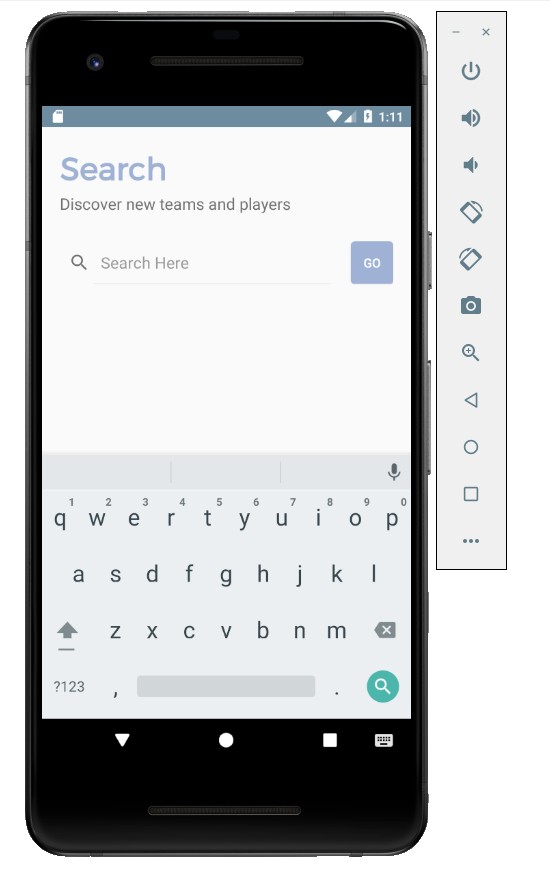 1:11
Search
Discover new teams and players
Search Here
GO
1 2 3 4 5 6 7 8 9 0
q w e r t y u i o p
a s d f g h j k l
z x c v b n m
?123 , .